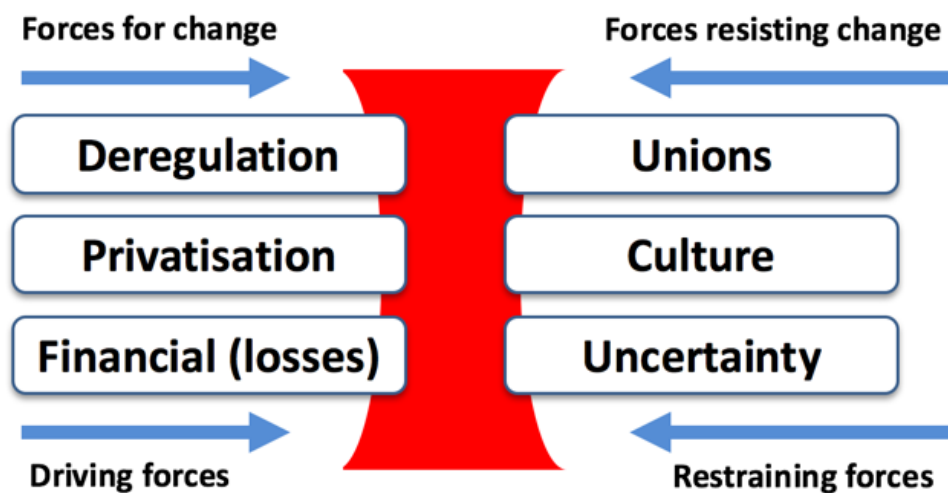 Forces for change
Forces resisting change
Deregulation
Unions
Privatisation
Culture
Financial (losses)
Uncertainty
Driving forces
Restraining forces